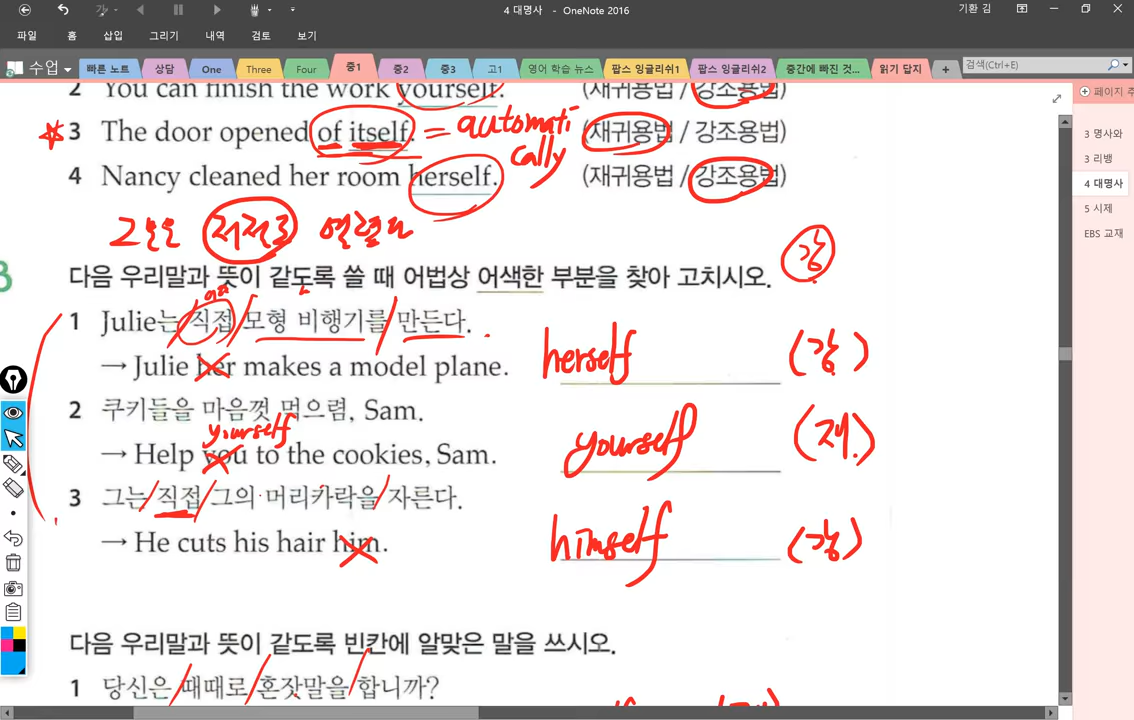 4 대명사 - OneNote 2016
기환 김
파일 홈 삽입 그리기 내역 검토 보기
수업 빠른 노트 상담 One Three Four 중1 중2 중3 고1 영어 학습 뉴스 팝스 잉글리쉬1 팝스 잉글리쉬2 중간에 빠진 것... 읽기 답지 + 검색(Ctrl+E)
페이지 추
3 명사와
3 리뱅
4 대명사
5 시제
EBS 교재
2 You can finish the work yourself. (재귀용법 / 강조용법)
3 The door opened of itself. = automatically (재귀용법 / 강조용법)
4 Nancy cleaned her room herself. (재귀용법 / 강조용법)
그 문은 저절로 열렸다
강
다음 우리말과 뜻이 같도록 쓸 때 어법상 어색한 부분을 찾아 고치시오.
1 Julie는 직접 모형 비행기를 만든다.
→ Julie her makes a model plane. herself (강)
2 쿠키들을 마음껏 먹으렴, Sam.
yourself
→ Help you to the cookies, Sam. yourself (재)
3 그는 직접 그의 머리카락을 자른다.
→ He cuts his hair him. himself (강)
다음 우리말과 뜻이 같도록 빈칸에 알맞은 말을 쓰시오.
1 당신은 때때로 혼잣말을 합니까?